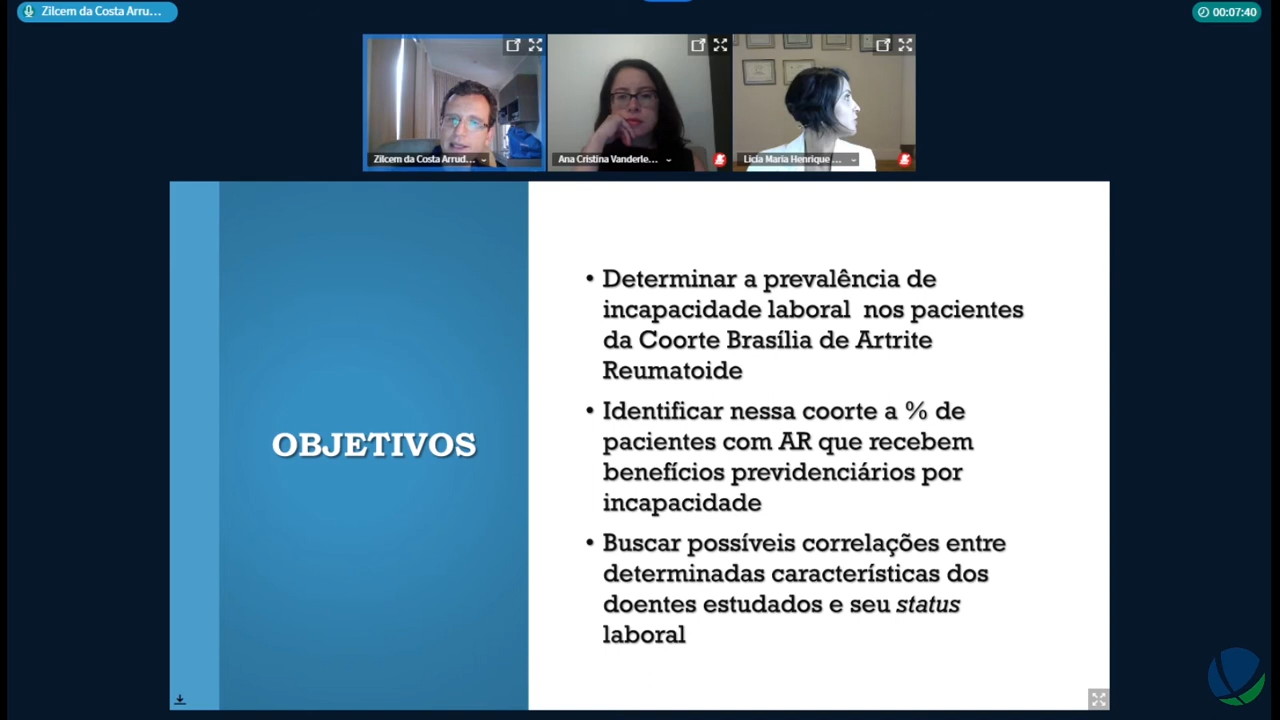 Zilcem da Costa Arru...
00:07:40
Zilcem da Costa Arrud...
Ana Cristina Vanderle...
Licia Maria Henrique ...
OBJETIVOS
• Determinar a prevalência de
incapacidade laboral nos pacientes
da Coorte Brasília de Artrite
Reumatoide
• Identificar nessa coorte a % de
pacientes com AR que recebem
benefícios previdenciários por
incapacidade
• Buscar possíveis correlações entre
determinadas características dos
doentes estudados e seu status
laboral